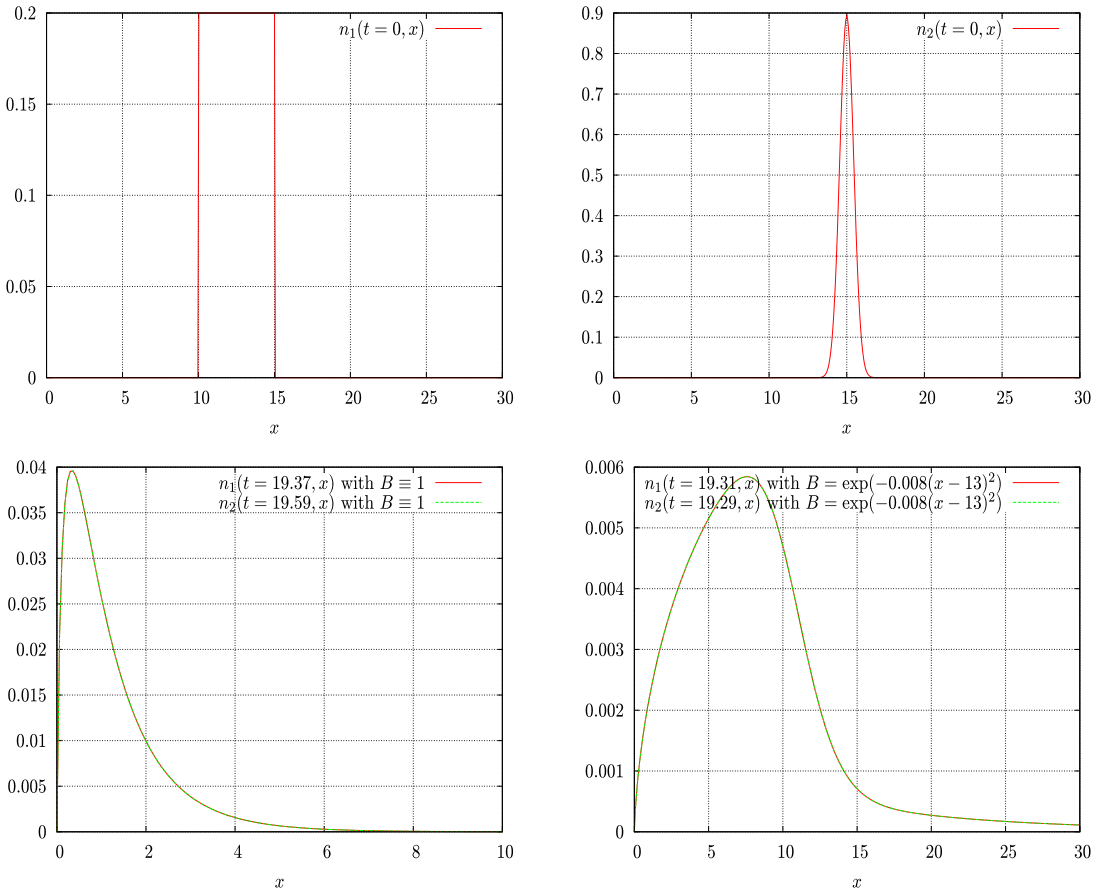 0.2
n₁(t = 0, x)
0.15
0.1
0.05
0
0 5 10 15 20 25 30
x
0.9
n₂(t = 0, x)
0.8
0.7
0.6
0.5
0.4
0.3
0.2
0.1
0
0 5 10 15 20 25 30
x
0.04
n₁(t = 19.37, x) with B ≡ 1
n₂(t = 19.59, x) with B ≡ 1
0.035
0.03
0.025
0.02
0.015
0.01
0.005
0
0 2 4 6 8 10
x
0.006
n₁(t = 19.31, x) with B = exp(−0.008(x − 13)²)
n₂(t = 19.29, x) with B = exp(−0.008(x − 13)²)
0.005
0.004
0.003
0.002
0.001
0
0 5 10 15 20 25 30
x